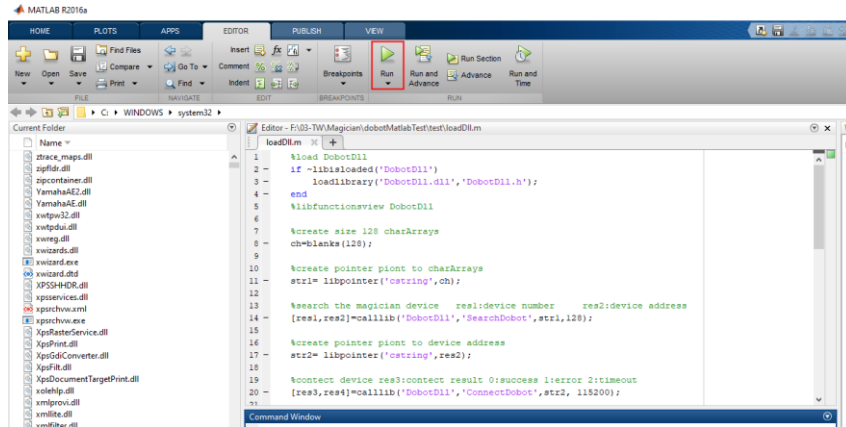 MATLAB R2016a
HOME PLOTS APPS EDITOR PUBLISH VIEW
New Open Save Find Files Compare Print
FILE
Go To Find
NAVIGATE
Insert fx
Comment
Indent
EDIT
Breakpoints
BREAKPOINTS
Run Run and Advance Run Section Advance Run and Time
RUN
C: WINDOWS system32
Current Folder
Name
ztrace_maps.dll
zipfldr.dll
zipcontainer.dll
YamahaAE2.dll
YamahaAE.dll
xwtpw32.dll
xwtpdui.dll
xwreg.dll
xwizards.dll
xwizard.exe
xwizard.dtd
XPSSHHDR.dll
xpsservices.dll
xpsrchvw.xml
xpsrchvw.exe
XpsRasterService.dll
XpsPrint.dll
XpsGdiConverter.dll
XpsFilt.dll
XpsDocumentTargetPrint.dll
xolehlp.dll
xmlprovi.dll
xmllite.dll
xmlfilter.dll
Editor - F:\03-TW\Magician\dobotMatlabTest\test\loadDll.m
loadDll.m
1 %load DobotDll
2 – if ~libisloaded('DobotDll')
3 – loadlibrary('DobotDll.dll','DobotDll.h');
4 – end
5 %libfunctionsview DobotDll
6
7 %create size 128 charArrays
8 – ch=blanks(128);
9
10 %create pointer piont to charArrays
11 – str1= libpointer('cstring',ch);
12
13 %search the magician device res1:device number res2:device address
14 – [res1,res2]=calllib('DobotDll','SearchDobot',str1,128);
15
16 %create pointer piont to device address
17 – str2= libpointer('cstring',res2);
18
19 %contect device res3:contect result 0:success 1:error 2:timeout
20 – [res3,res4]=calllib('DobotDll','ConnectDobot',str2, 115200);
21
Command Window